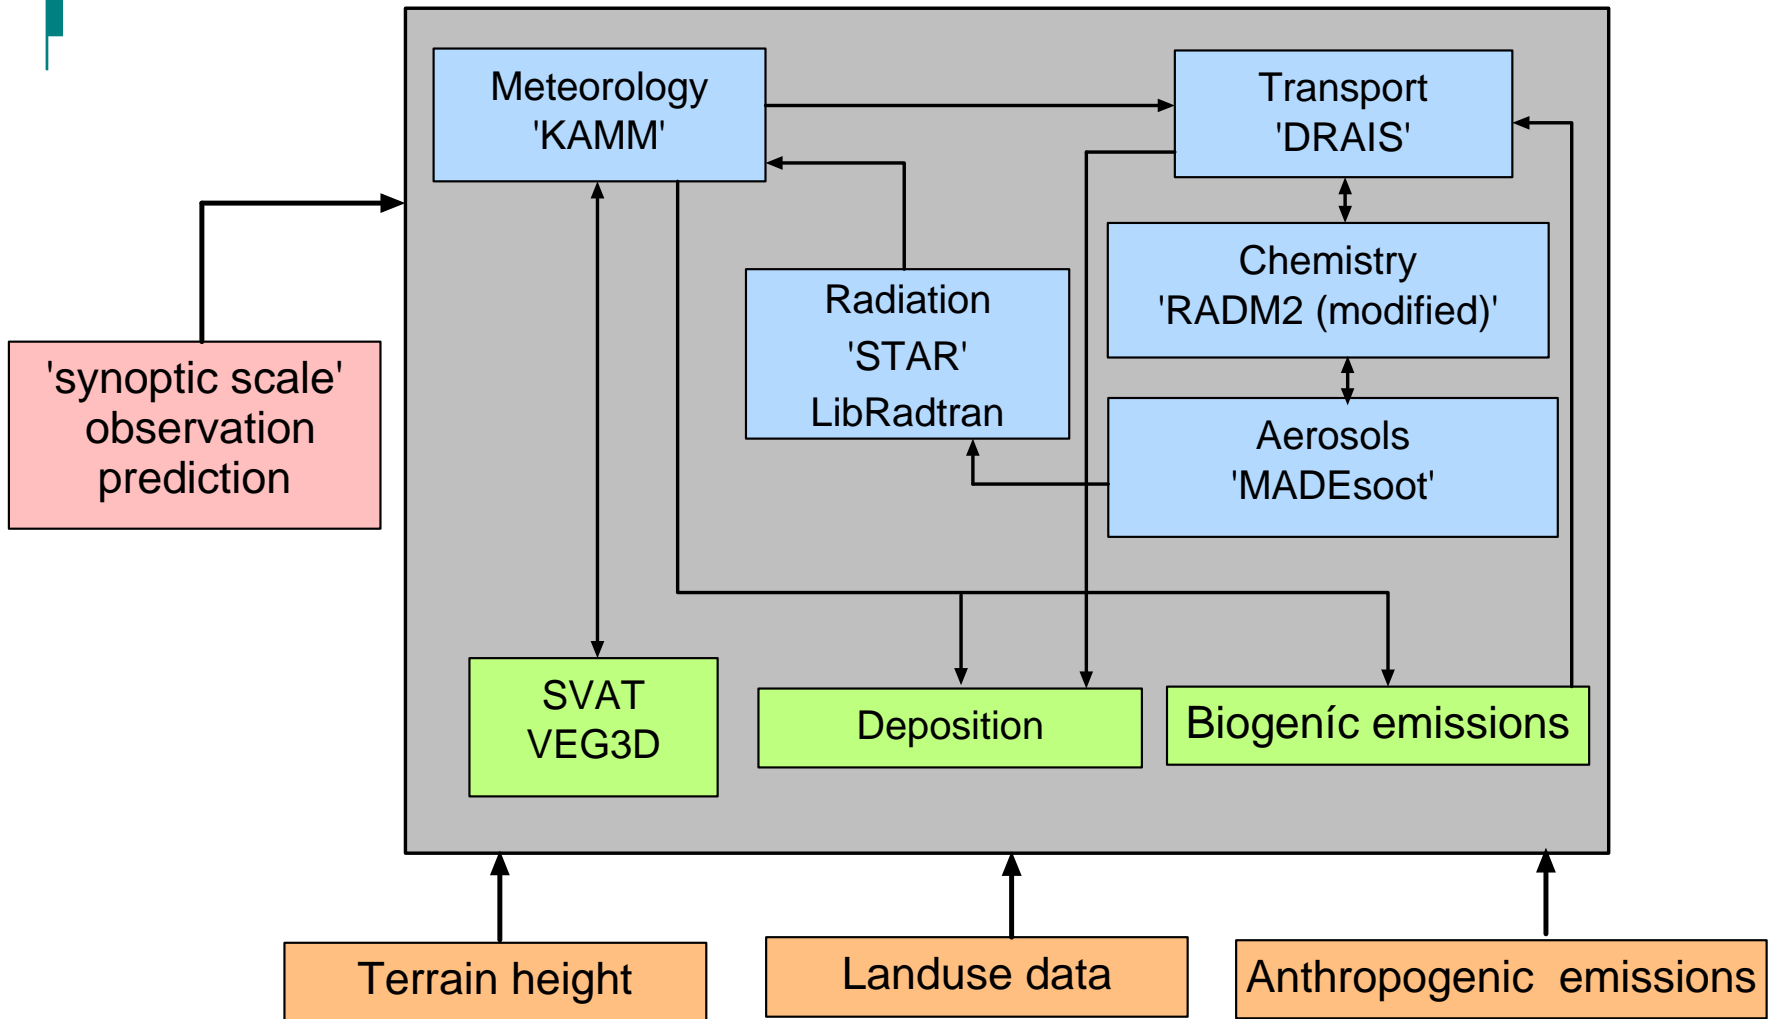 Meteorology
'KAMM'
Transport
'DRAIS'
Chemistry
'RADM2 (modified)'
Radiation
'STAR'
LibRadtran
'synoptic scale'
observation
prediction
Aerosols
'MADEsoot'
SVAT
VEG3D
Deposition
Biogeníc emissions
Terrain height
Landuse data
Anthropogenic  emissions